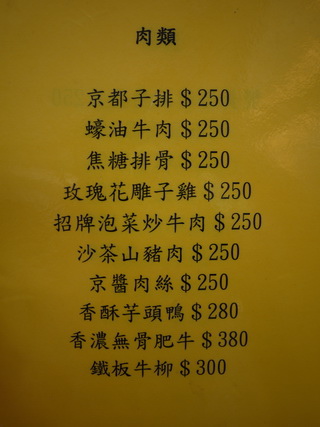 肉類
京都子排＄250
蠔油牛肉＄250
焦糖排骨＄250
玫瑰花雕子雞＄250
招牌泡菜炒牛肉＄250
沙茶山豬肉＄250
京醬肉絲＄250
香酥芋頭鴨＄280
香濃無骨肥牛＄380
鐵板牛柳＄300